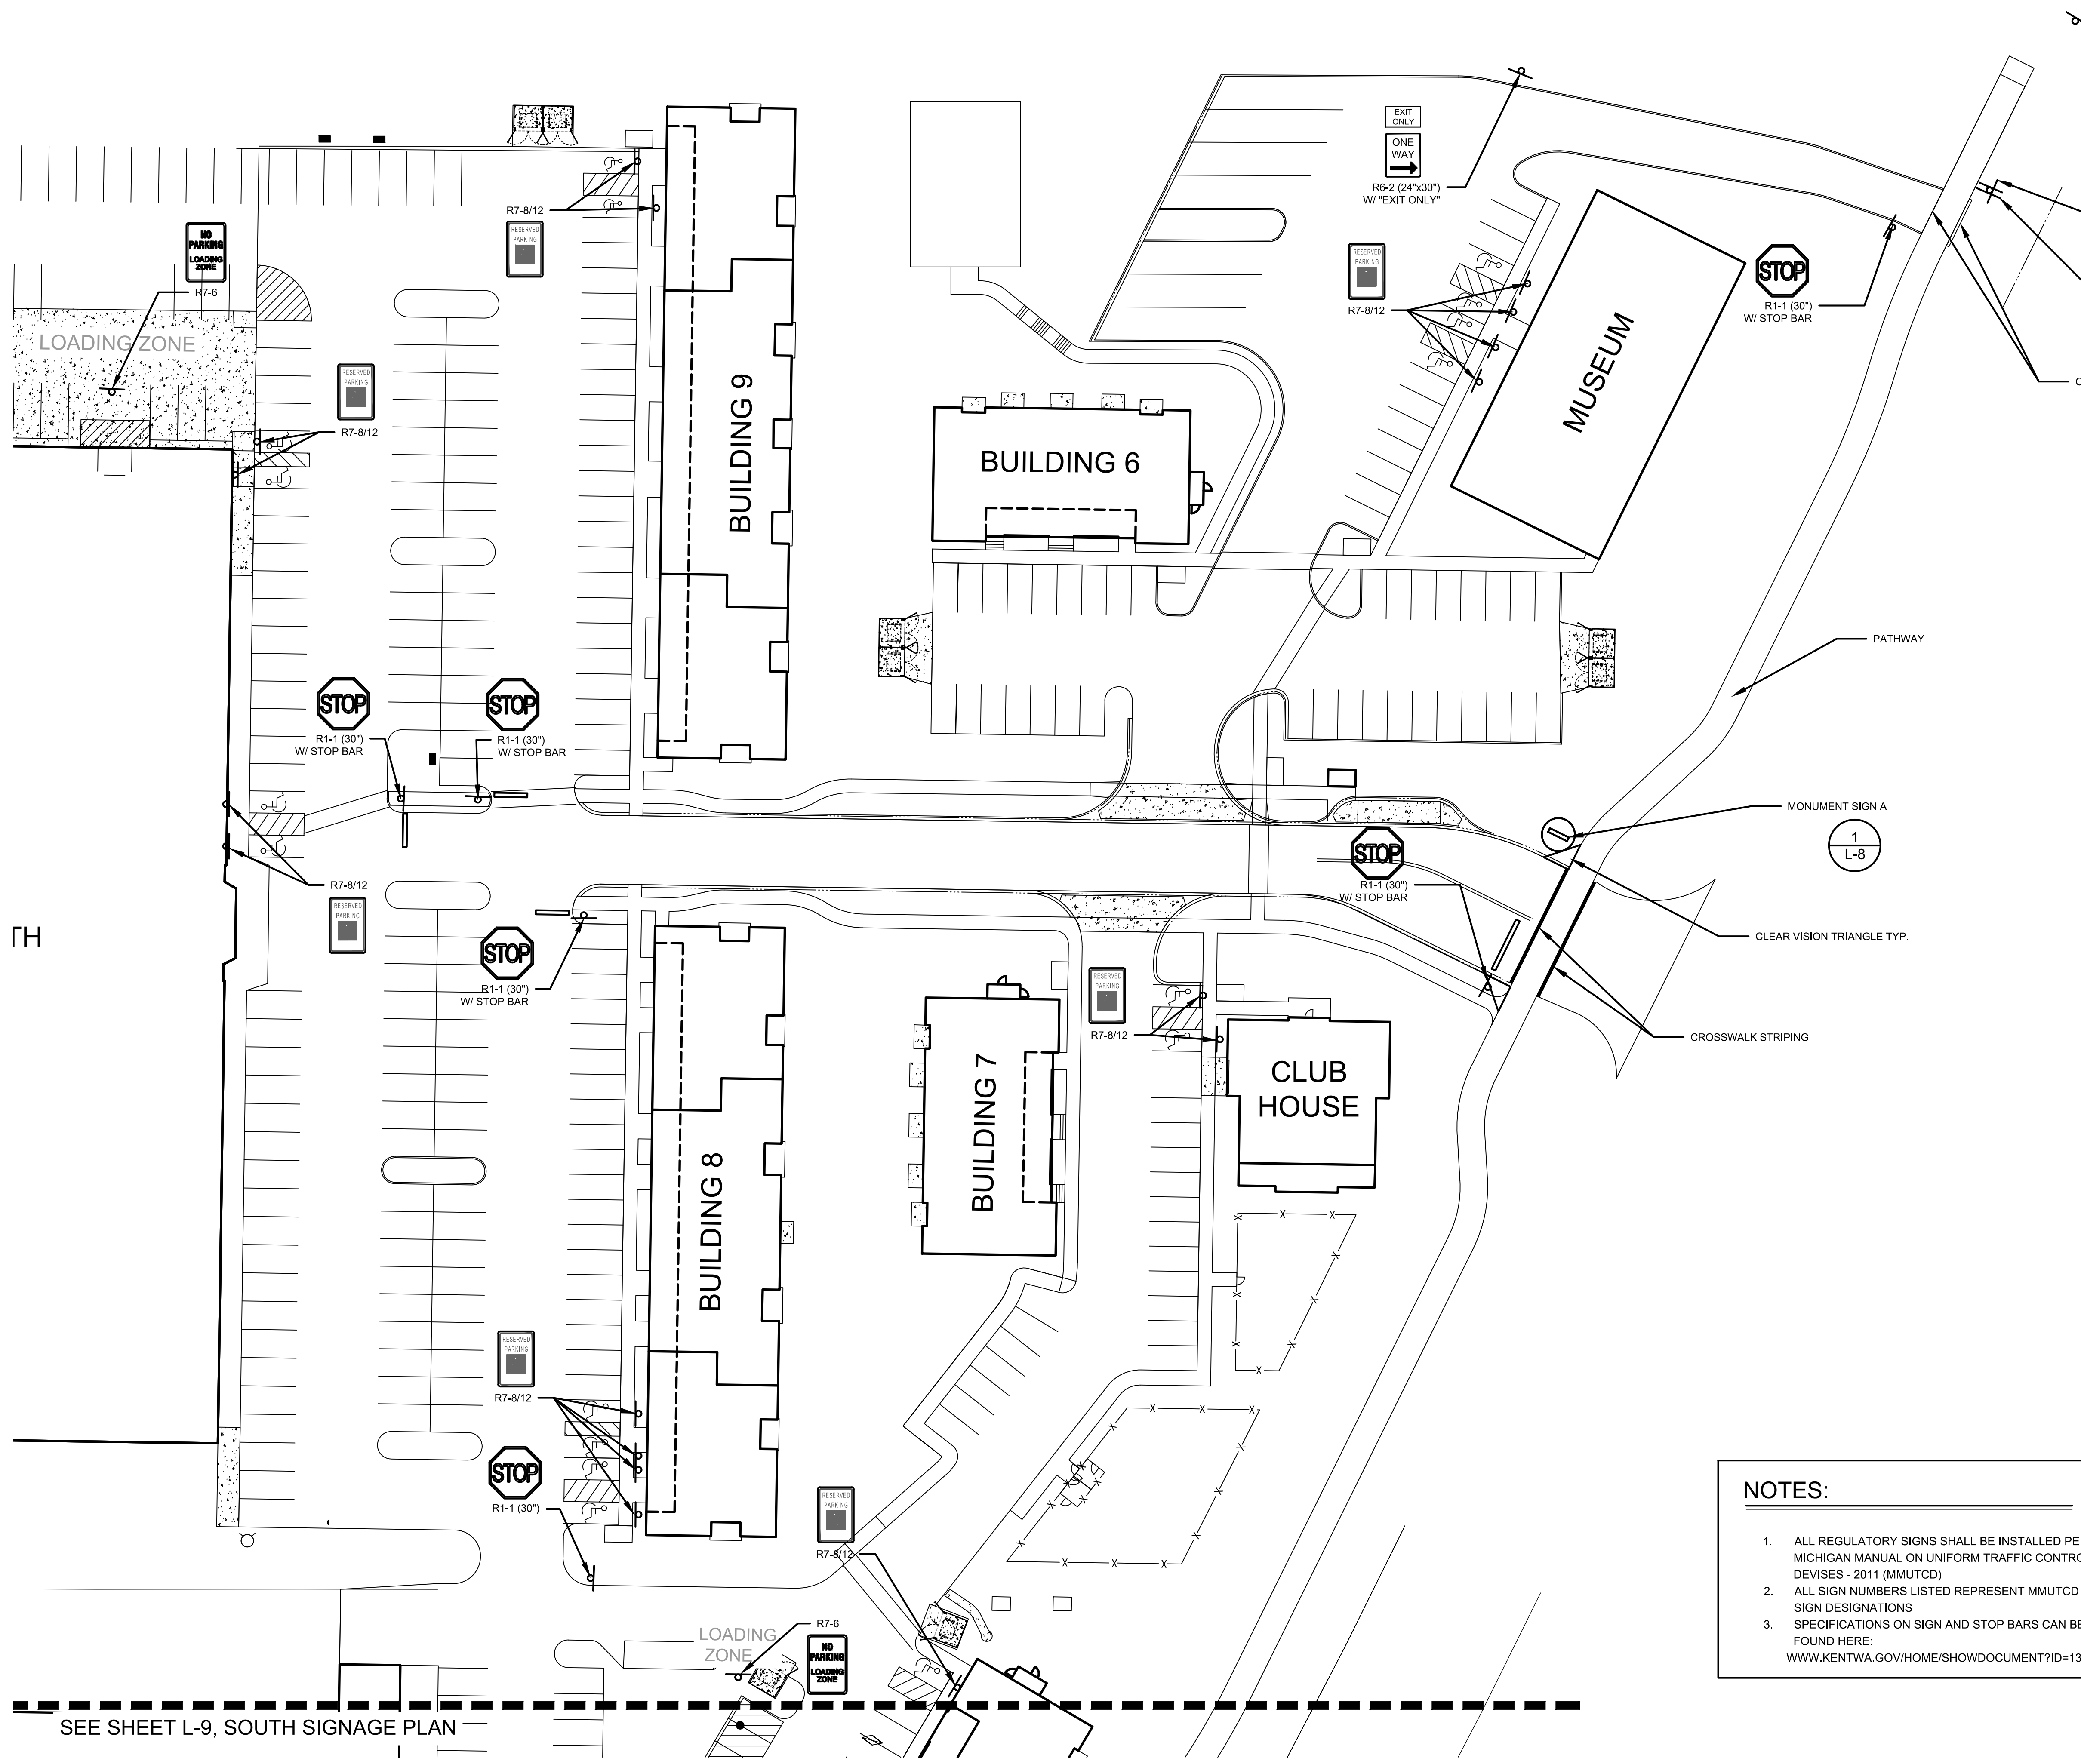 EXIT
ONLY
ONE
WAY
R6-2 (24"x30")
W/ "EXIT ONLY"
RESERVED
PARKING
R7-8/12
NO
PARKING
LOADING
ZONE
R7-6
LOADING ZONE
RESERVED
PARKING
R7-8/12
BUILDING 9
BUILDING 6
RESERVED
PARKING
R7-8/12
MUSEUM
STOP
R1-1 (30")
W/ STOP BAR
PATHWAY
STOP
R1-1 (30")
W/ STOP BAR
STOP
R1-1 (30")
W/ STOP BAR
MONUMENT SIGN A
1
L-8
STOP
R1-1 (30")
W/ STOP BAR
R7-8/12
RESERVED
PARKING
TH
STOP
R1-1 (30")
W/ STOP BAR
CLEAR VISION TRIANGLE TYP.
RESERVED
PARKING
R7-8/12
CROSSWALK STRIPING
CLUB
HOUSE
BUILDING 7
BUILDING 8
RESERVED
PARKING
R7-8/12
STOP
R1-1 (30")
RESERVED
PARKING
R7-8/12
LOADING
ZONE
R7-6
NO
PARKING
LOADING
ZONE
NOTES:
1. ALL REGULATORY SIGNS SHALL BE INSTALLED PE
MICHIGAN MANUAL ON UNIFORM TRAFFIC CONTRO
DEVISES - 2011 (MMUTCD)
2. ALL SIGN NUMBERS LISTED REPRESENT MMUTCD
SIGN DESIGNATIONS
3. SPECIFICATIONS ON SIGN AND STOP BARS CAN BE
FOUND HERE:
WWW.KENTWA.GOV/HOME/SHOWDOCUMENT?ID=13
SEE SHEET L-9, SOUTH SIGNAGE PLAN